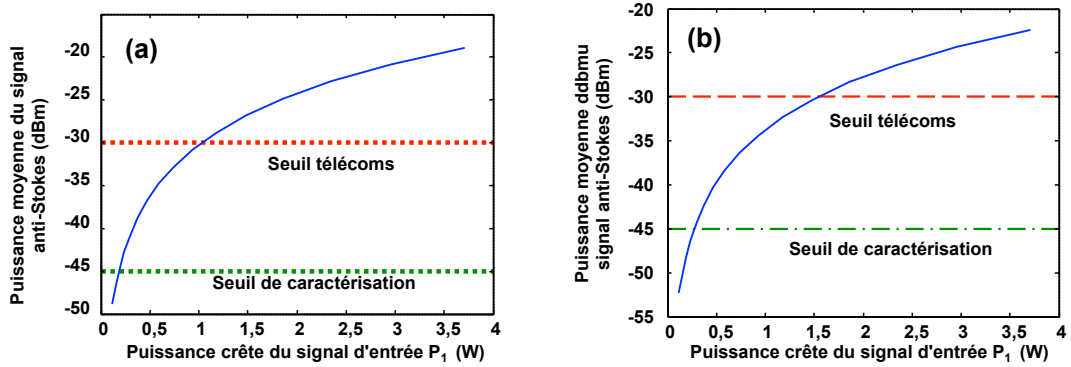 (a)
Puissance moyenne du signal
anti-Stokes (dBm)
-20
-25
-30
-35
-40
-45
-50
Seuil télécoms
Seuil de caractérisation
0 0,5 1 1,5 2 2,5 3 3,5 4
Puissance crête du signal d'entrée P₁ (W)
(b)
Puissance moyenne ddbmu
signal anti-Stokes (dBm)
-20
-25
-30
-35
-40
-45
-50
-55
Seuil télécoms
Seuil de caractérisation
0 0,5 1 1,5 2 2,5 3 3,5 4
Puissance crête du signal d'entrée P₁ (W)